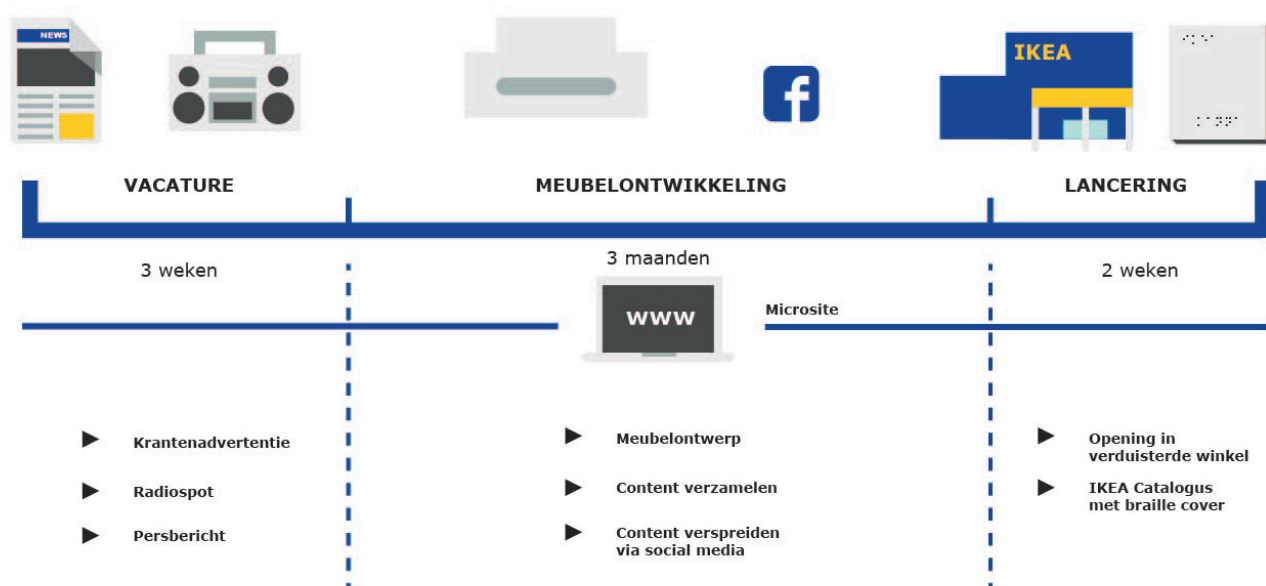 NEWS
f
IKEA
VACATURE
MEUBELONTWIKKELING
LANCERING
3 weken
3 maanden
2 weken
www
Microsite
Krantenadvertentie
Radiospot
Persbericht
Meubelontwerp
Content verzamelen
Content verspreiden
via social media
Opening in
verduisterde winkel
IKEA Catalogus
met braille cover